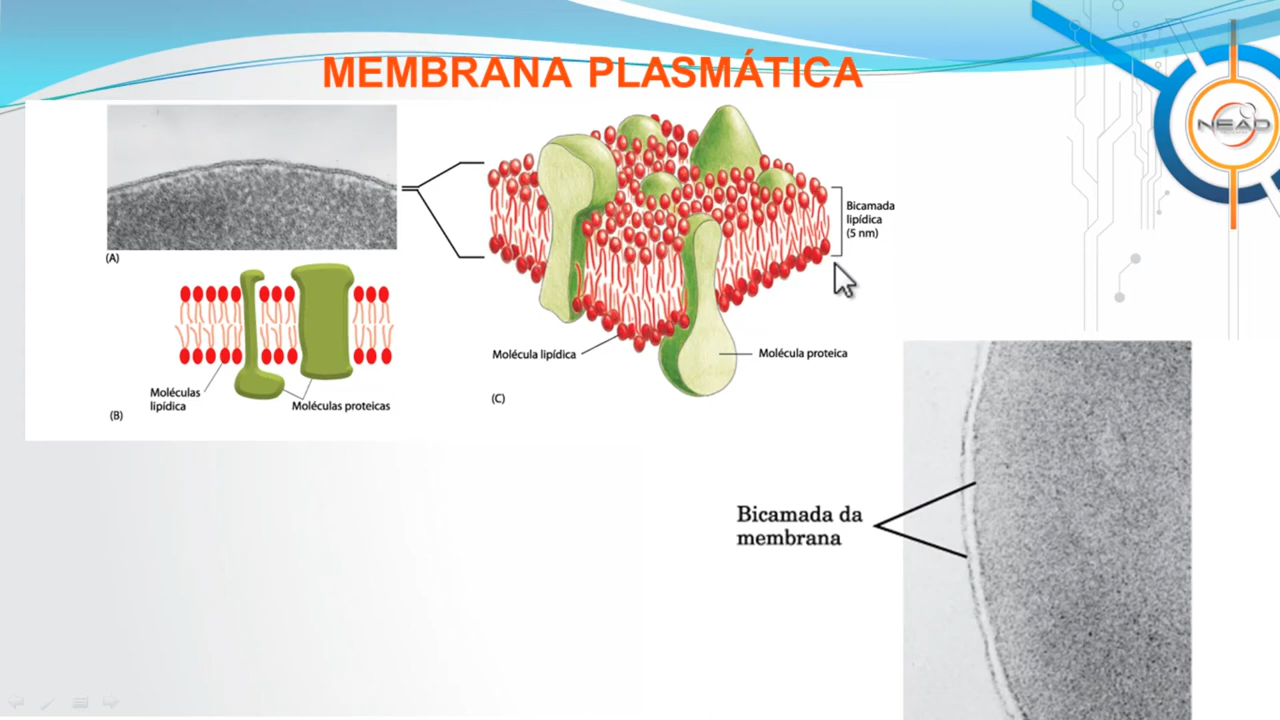 MEMBRANA PLASMÁTICA
NEAD
(A)
Bicamada
lipídica
(5 nm)
Moléculas
lipídica
Moléculas proteicas
(B)
Molécula lipídica
Molécula proteica
(C)
Bicamada da
membrana